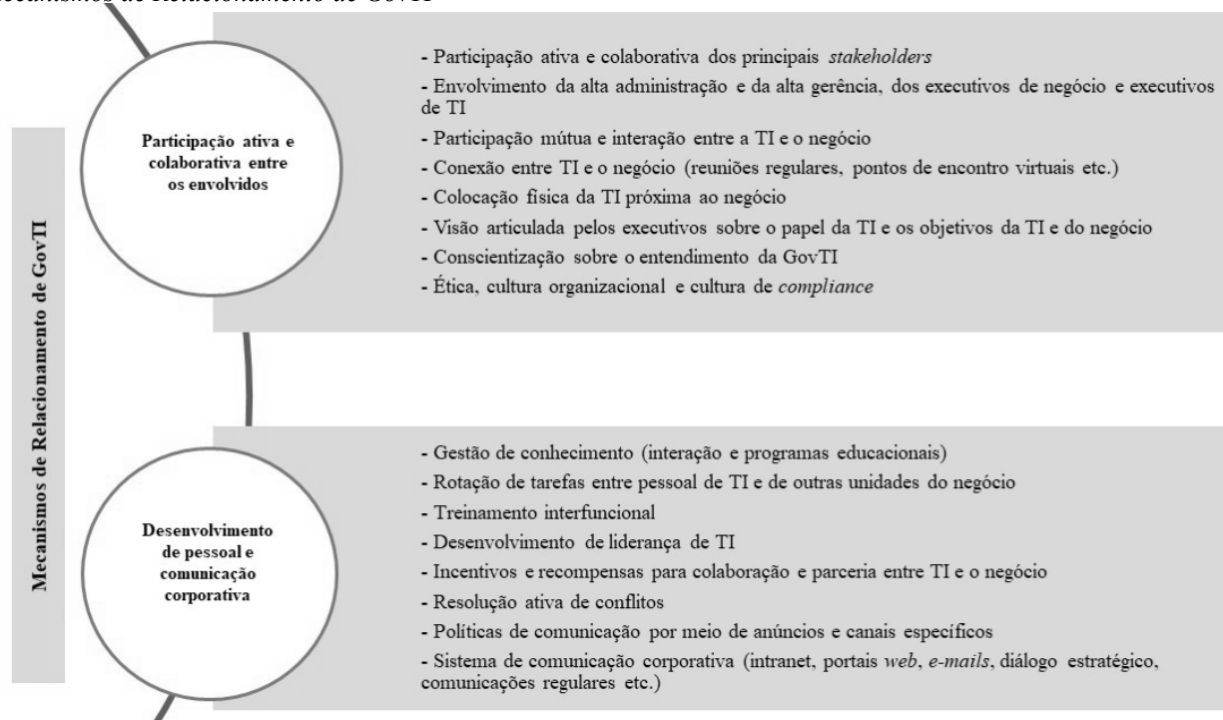 Mecanismos de Relacionamento de GovTI
Mecanismos de Relacionamento de GovTI
Participação ativa e
colaborativa entre
os envolvidos
- Participação ativa e colaborativa dos principais stakeholders
- Envolvimento da alta administração e da alta gerência, dos executivos de negócio e executivos
de TI
- Participação mútua e interação entre a TI e o negócio
- Conexão entre TI e o negócio (reuniões regulares, pontos de encontro virtuais etc.)
- Colocação física da TI próxima ao negócio
- Visão articulada pelos executivos sobre o papel da TI e os objetivos da TI e do negócio
- Conscientização sobre o entendimento da GovTI
- Ética, cultura organizacional e cultura de compliance
Desenvolvimento
de pessoal e
comunicação
corporativa
- Gestão de conhecimento (interação e programas educacionais)
- Rotação de tarefas entre pessoal de TI e de outras unidades do negócio
- Treinamento interfuncional
- Desenvolvimento de liderança de TI
- Incentivos e recompensas para colaboração e parceria entre TI e o negócio
- Resolução ativa de conflitos
- Políticas de comunicação por meio de anúncios e canais específicos
- Sistema de comunicação corporativa (intranet, portais web, e-mails, diálogo estratégico,
comunicações regulares etc.)